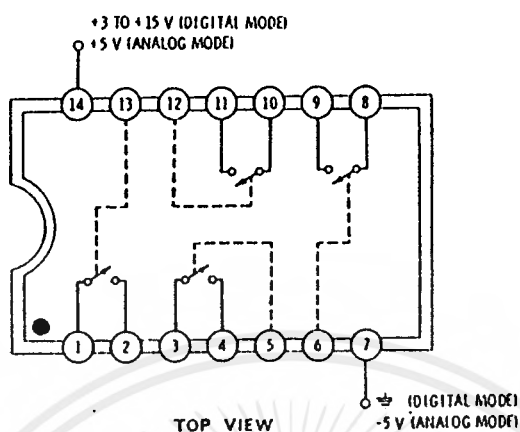 +3 TO +15 V (DIGITAL MODE)
+5 V (ANALOG MODE)
14 13 12 11 10 9 8
1 2 3 4 5 6 7
(DIGITAL MODE)
-5 V (ANALOG MODE)
TOP VIEW